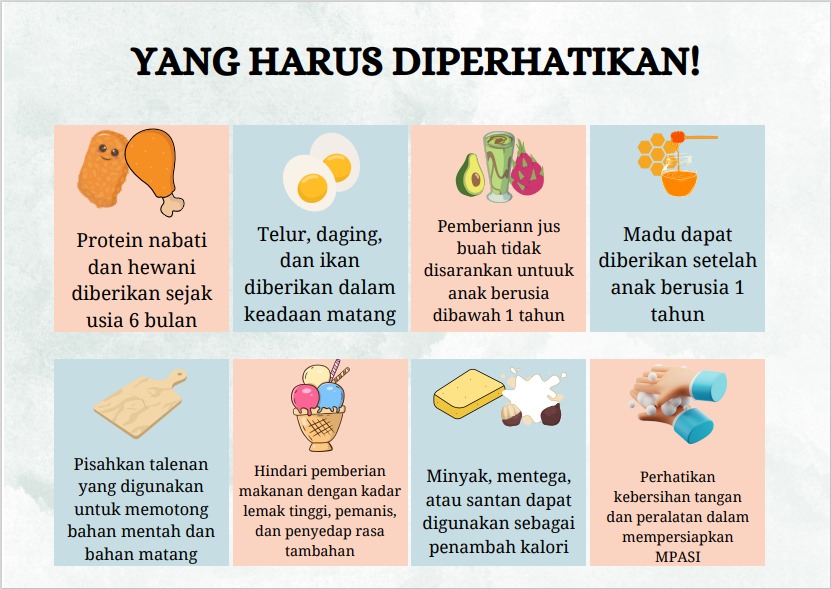 YANG HARUS DIPERHATIKAN!
Protein nabati
dan hewani
diberikan sejak
usia 6 bulan
Telur, daging,
dan ikan
diberikan dalam
keadaan matang
Pemberiann jus
buah tidak
disarankan untuuk
anak berusia
dibawah 1 tahun
Madu dapat
diberikan setelah
anak berusia 1
tahun
Pisahkan talenan
yang digunakan
untuk memotong
bahan mentah dan
bahan matang
Hindari pemberian
makanan dengan kadar
lemak tinggi, pemanis,
dan penyedap rasa
tambahan
Minyak, mentega,
atau santan dapat
digunakan sebagai
penambah kalori
Perhatikan
kebersihan tangan
dan peralatan dalam
mempersiapkan
MPASI